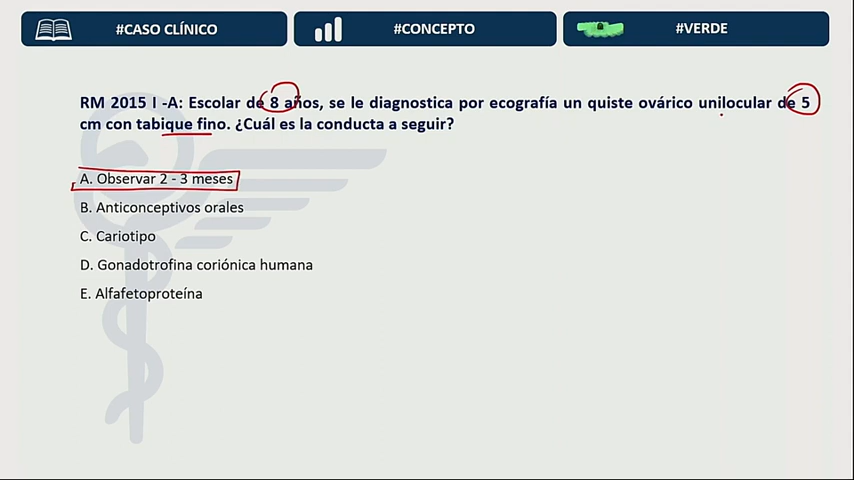 #CASO CLÍNICO
#CONCEPTO
#VERDE
RM 2015 I -A: Escolar de 8 años, se le diagnostica por ecografía un quiste ovárico unilocular de 5
cm con tabique fino. ¿Cuál es la conducta a seguir?
A. Observar 2 - 3 meses
B. Anticonceptivos orales
C. Cariotipo
D. Gonadotrofina coriónica humana
E. Alfafetoproteína